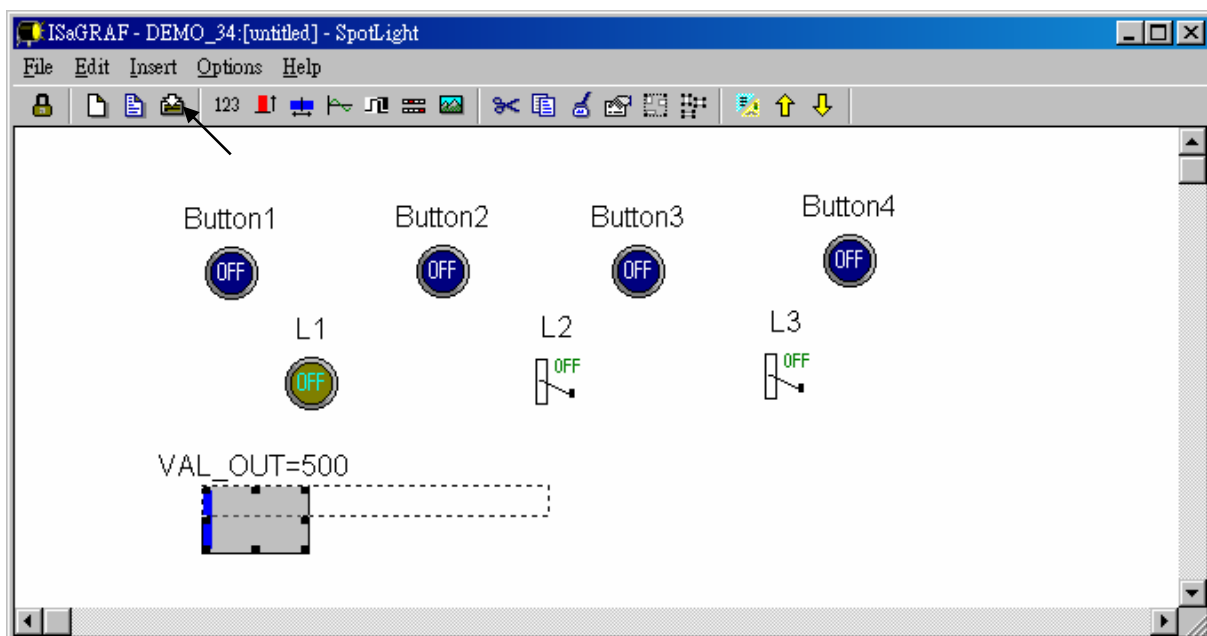 ISaGRAF - DEMO_34:[untitled] - SpotLight
File Edit Insert Options Help
123
Button1 Button2 Button3 Button4
OFF OFF OFF OFF
L1 L2 L3
OFF OFF OFF
VAL_OUT=500